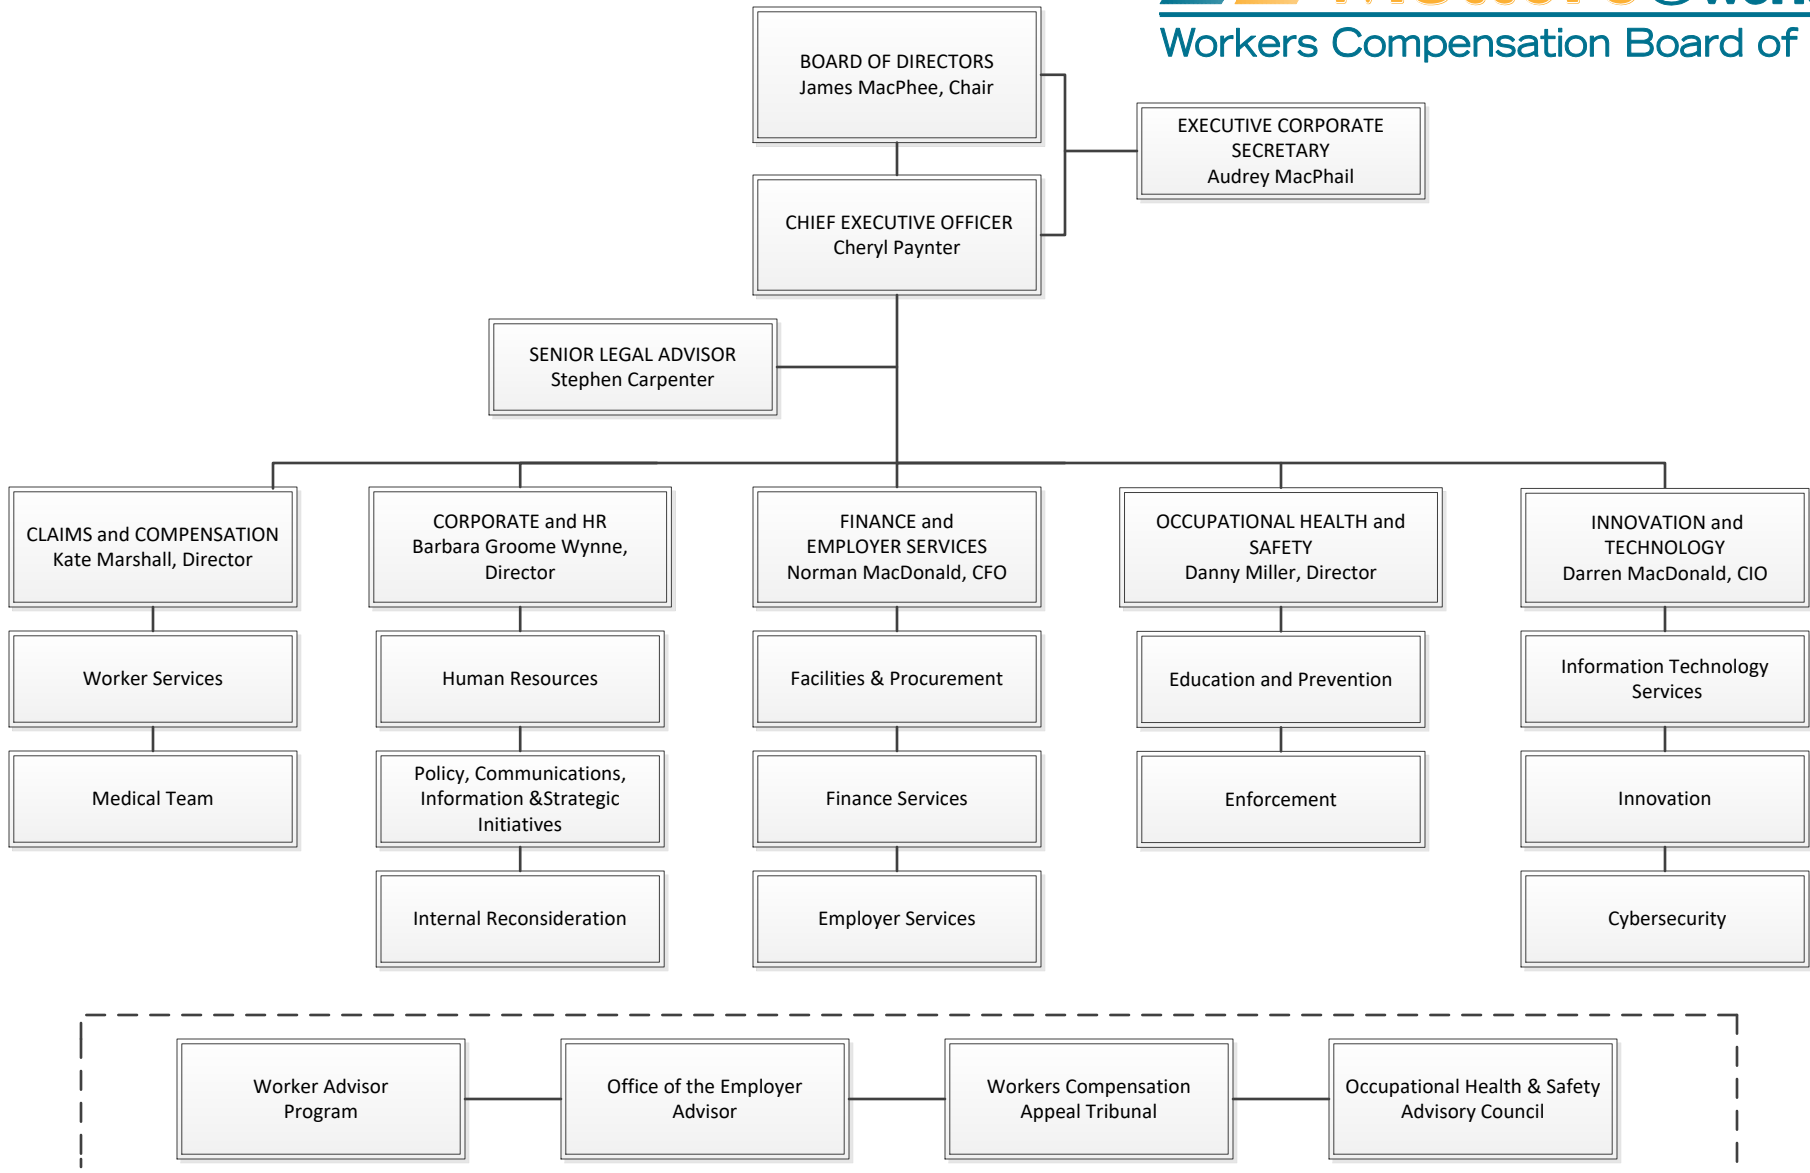 Workers Compensation Board of
BOARD OF DIRECTORS
James MacPhee, Chair
EXECUTIVE CORPORATE
SECRETARY
Audrey MacPhail
CHIEF EXECUTIVE OFFICER
Cheryl Paynter
SENIOR LEGAL ADVISOR
Stephen Carpenter
CLAIMS and COMPENSATION
Kate Marshall, Director
CORPORATE and HR
Barbara Groome Wynne,
Director
FINANCE and
EMPLOYER SERVICES
Norman MacDonald, CFO
OCCUPATIONAL HEALTH and
SAFETY
Danny Miller, Director
INNOVATION and
TECHNOLOGY
Darren MacDonald, CIO
Worker Services
Human Resources
Facilities & Procurement
Education and Prevention
Information Technology
Services
Medical Team
Policy, Communications,
Information &Strategic
Initiatives
Finance Services
Enforcement
Innovation
Internal Reconsideration
Employer Services
Cybersecurity
Worker Advisor
Program
Office of the Employer
Advisor
Workers Compensation
Appeal Tribunal
Occupational Health & Safety
Advisory Council